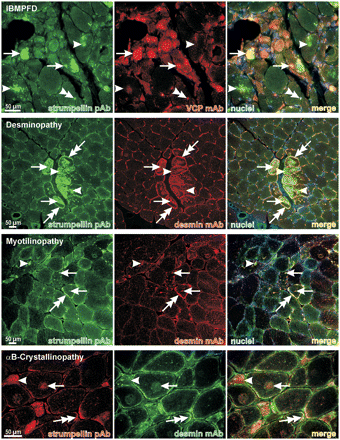 IBMPFD
50 µm strumpellin pAb VCP mAb nuclei merge
Desminopathy
50 µm strumpellin pAb desmin mAb nuclei merge
Myotilinopathy
50 µm strumpellin pAb desmin mAb nuclei merge
αB-Crystallinopathy
50 µm strumpellin pAb desmin mAb merge